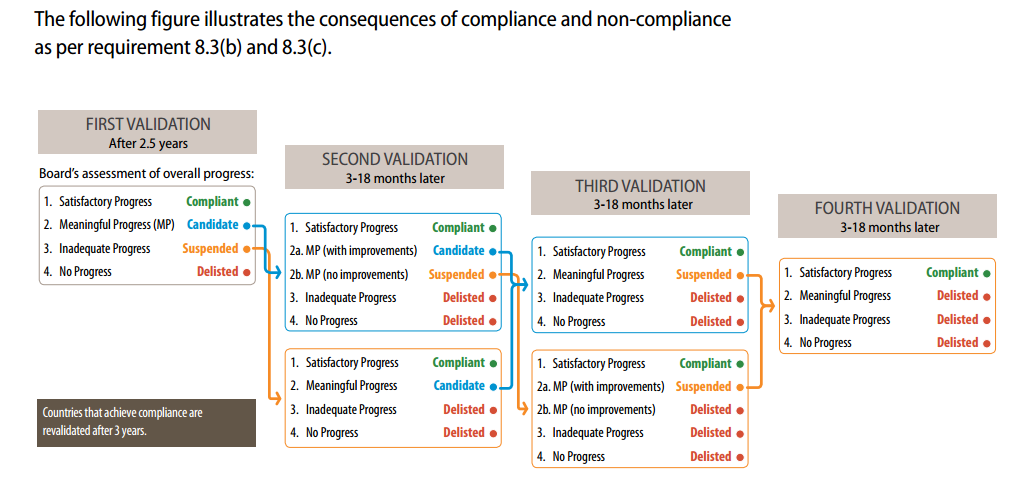 The following figure illustrates the consequences of compliance and non-compliance
as per requirement 8.3(b) and 8.3(c).
FIRST VALIDATION
After 2.5 years
Board's assessment of overall progress:
1. Satisfactory Progress Compliant
2. Meaningful Progress (MP) Candidate
3. Inadequate Progress Suspended
4. No Progress Delisted
Countries that achieve compliance are
revalidated after 3 years.
SECOND VALIDATION
3-18 months later
1. Satisfactory Progress Compliant
2a. MP (with improvements) Candidate
2b. MP (no improvements) Suspended
3. Inadequate Progress Delisted
4. No Progress Delisted
1. Satisfactory Progress Compliant
2. Meaningful Progress Candidate
3. Inadequate Progress Delisted
4. No Progress Delisted
THIRD VALIDATION
3-18 months later
1. Satisfactory Progress Compliant
2. Meaningful Progress Suspended
3. Inadequate Progress Delisted
4. No Progress Delisted
1. Satisfactory Progress Compliant
2a. MP (with improvements) Suspended
2b. MP (no improvements) Delisted
3. Inadequate Progress Delisted
4. No Progress Delisted
FOURTH VALIDATION
3-18 months later
1. Satisfactory Progress Compliant
2. Meaningful Progress Delisted
3. Inadequate Progress Delisted
4. No Progress Delisted